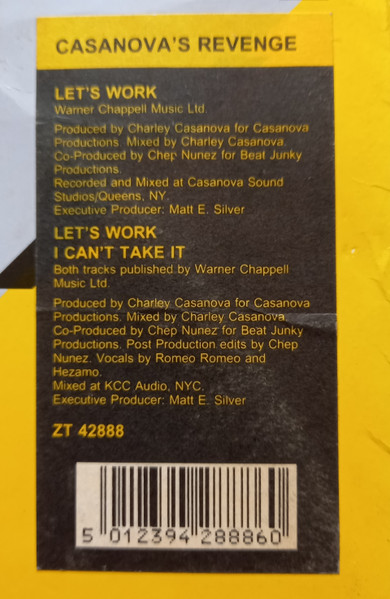 CASANOVA'S REVENGE
LET'S WORK
Warner Chappell Music Ltd.
Produced by Charley Casanova for Casanova
Productions. Mixed by Charley Casanova.
Co-Produced by Chep Nunez for Beat Junky
Productions.
Recorded and Mixed at Casanova Sound
Studios/Queens, NY.
Executive Producer: Matt E. Silver
LET'S WORK
I CAN'T TAKE IT
Both tracks published by Warner Chappell
Music Ltd.
Produced by Charley Casanova for Casanova
Productions. Mixed by Charley Casanova.
Co-Produced by Chep Nunez for Beat Junky
Productions. Post Production edits by Chep
Nunez. Vocals by Romeo Romeo and
Hezamo.
Mixed at KCC Audio, NYC.
Executive Producer: Matt E. Silver
ZT 42888
5 012394 288860